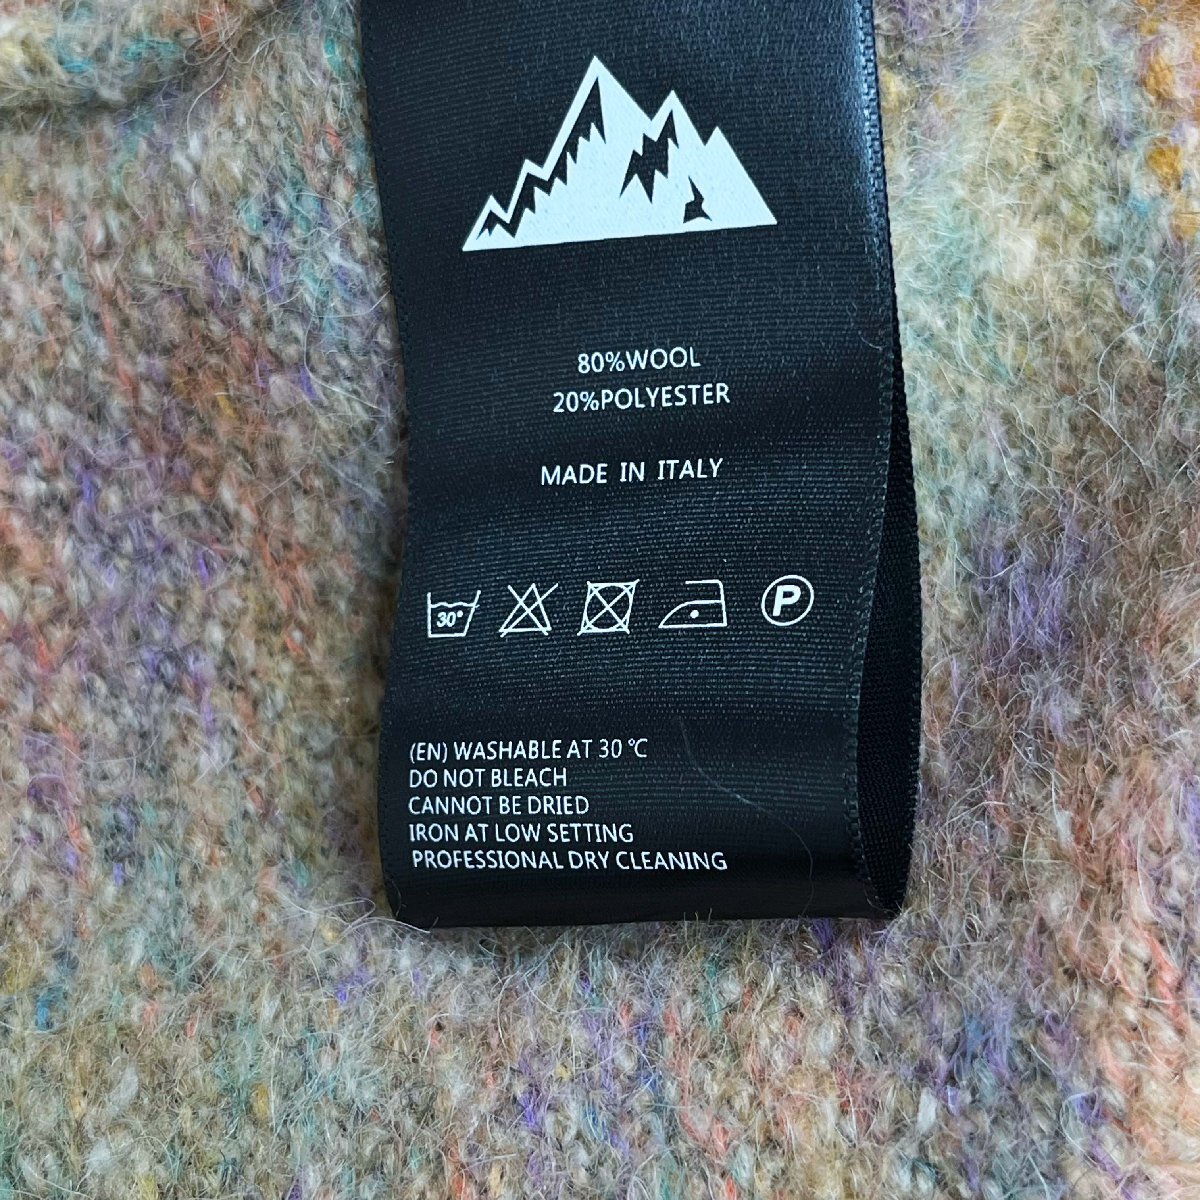 80%WOOL
20%POLYESTER
MADE IN ITALY
30° P
(EN) WASHABLE AT 30 ℃
DO NOT BLEACH
CANNOT BE DRIED
IRON AT LOW SETTING
PROFESSIONAL DRY CLEANING